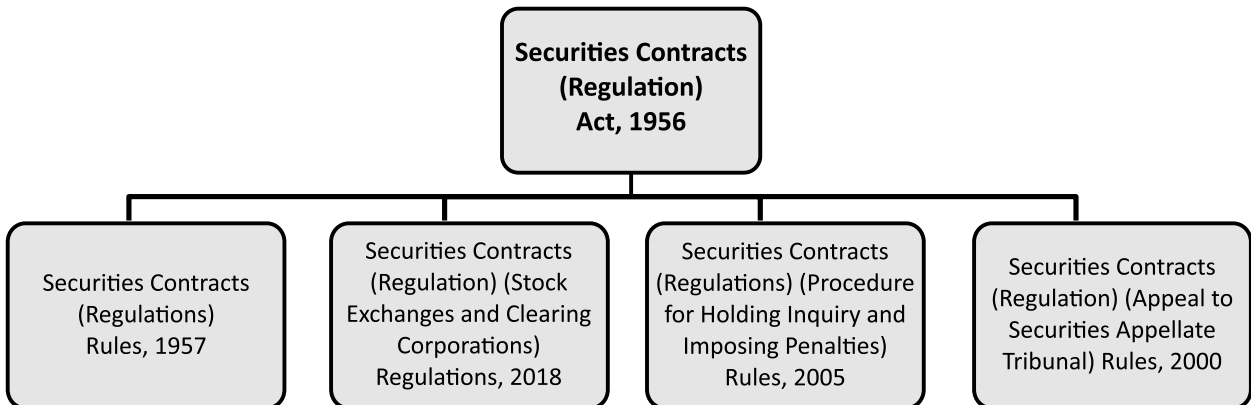 Securities Contracts
(Regulation)
Act, 1956
Securities Contracts
(Regulations)
Rules, 1957
Securities Contracts
(Regulation) (Stock
Exchanges and Clearing
Corporations)
Regulations, 2018
Securities Contracts
(Regulations) (Procedure
for Holding Inquiry and
Imposing Penalties)
Rules, 2005
Securities Contracts
(Regulation) (Appeal to
Securities Appellate
Tribunal) Rules, 2000